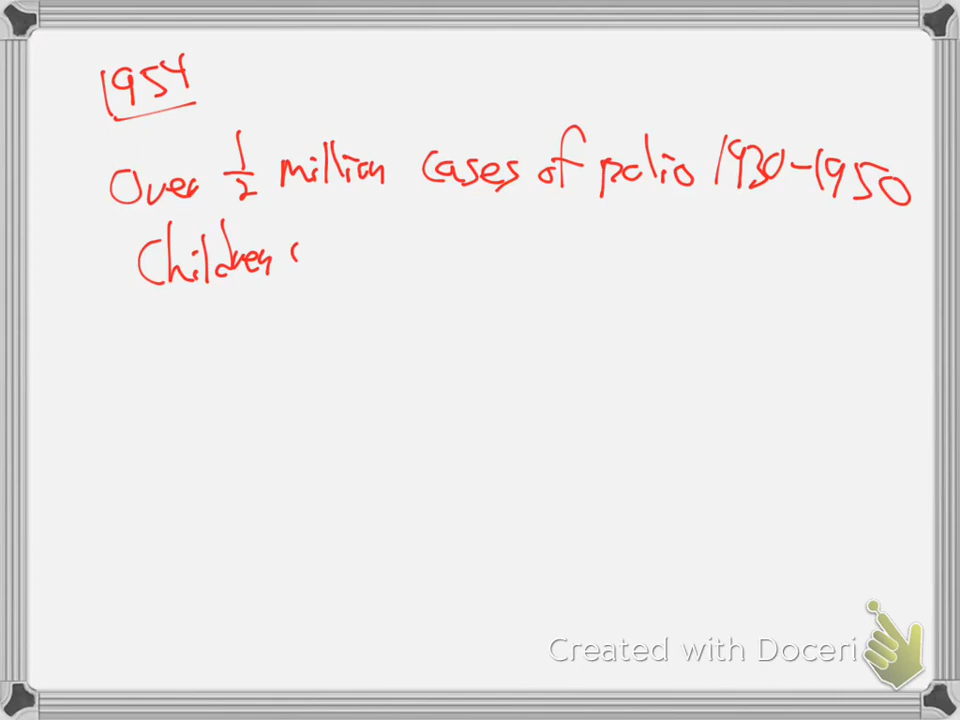 1954
Over 1/2 million cases of polio 1930-1950
Children
Created with Doceri